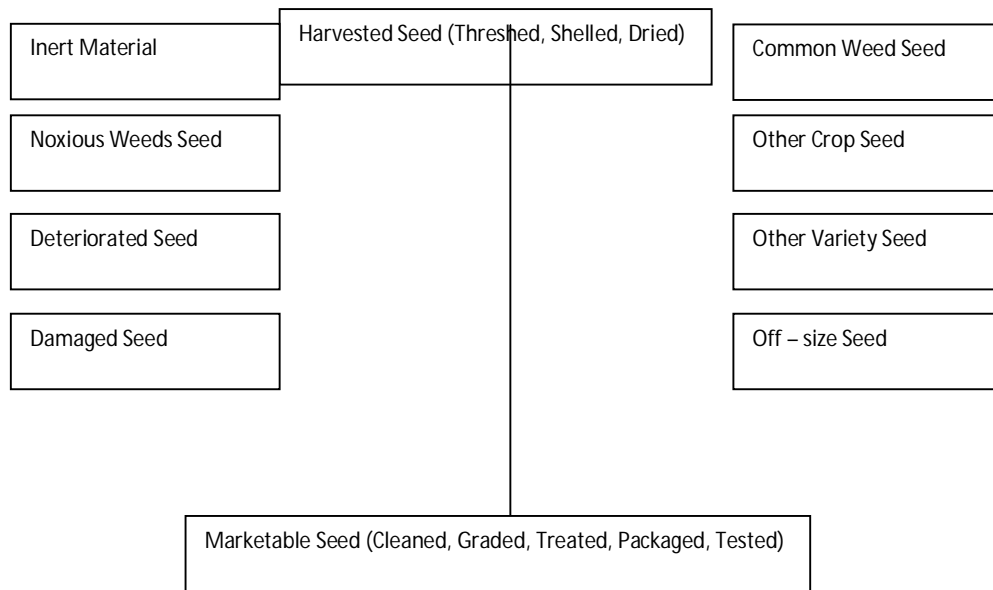 Harvested Seed (Threshed, Shelled, Dried)
Inert Material
Common Weed Seed
Noxious Weeds Seed
Other Crop Seed
Deteriorated Seed
Other Variety Seed
Damaged Seed
Off – size Seed
Marketable Seed (Cleaned, Graded, Treated, Packaged, Tested)